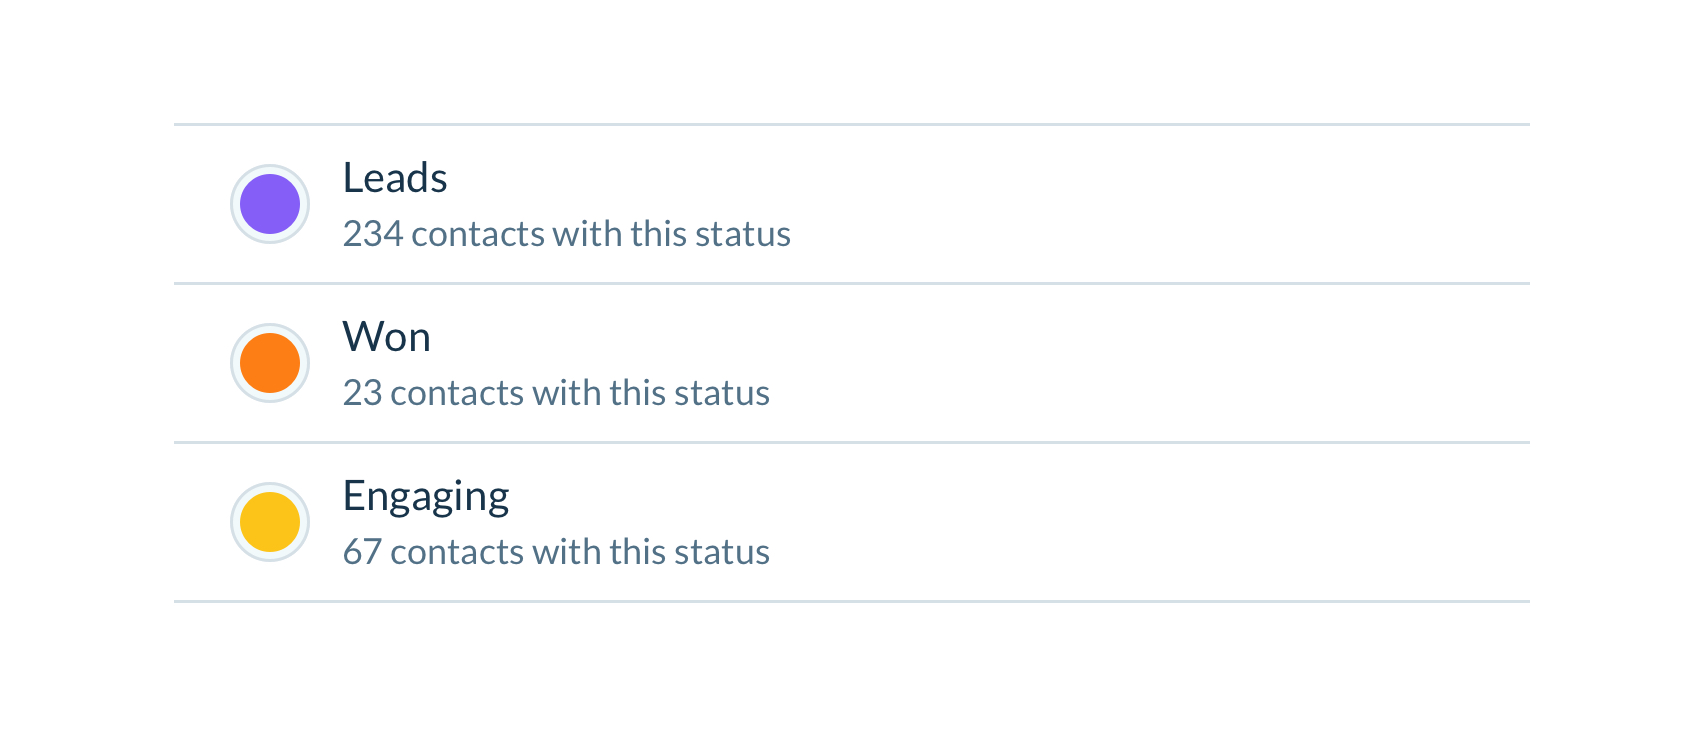 Leads
234 contacts with this status
Won
23 contacts with this status
Engaging
67 contacts with this status